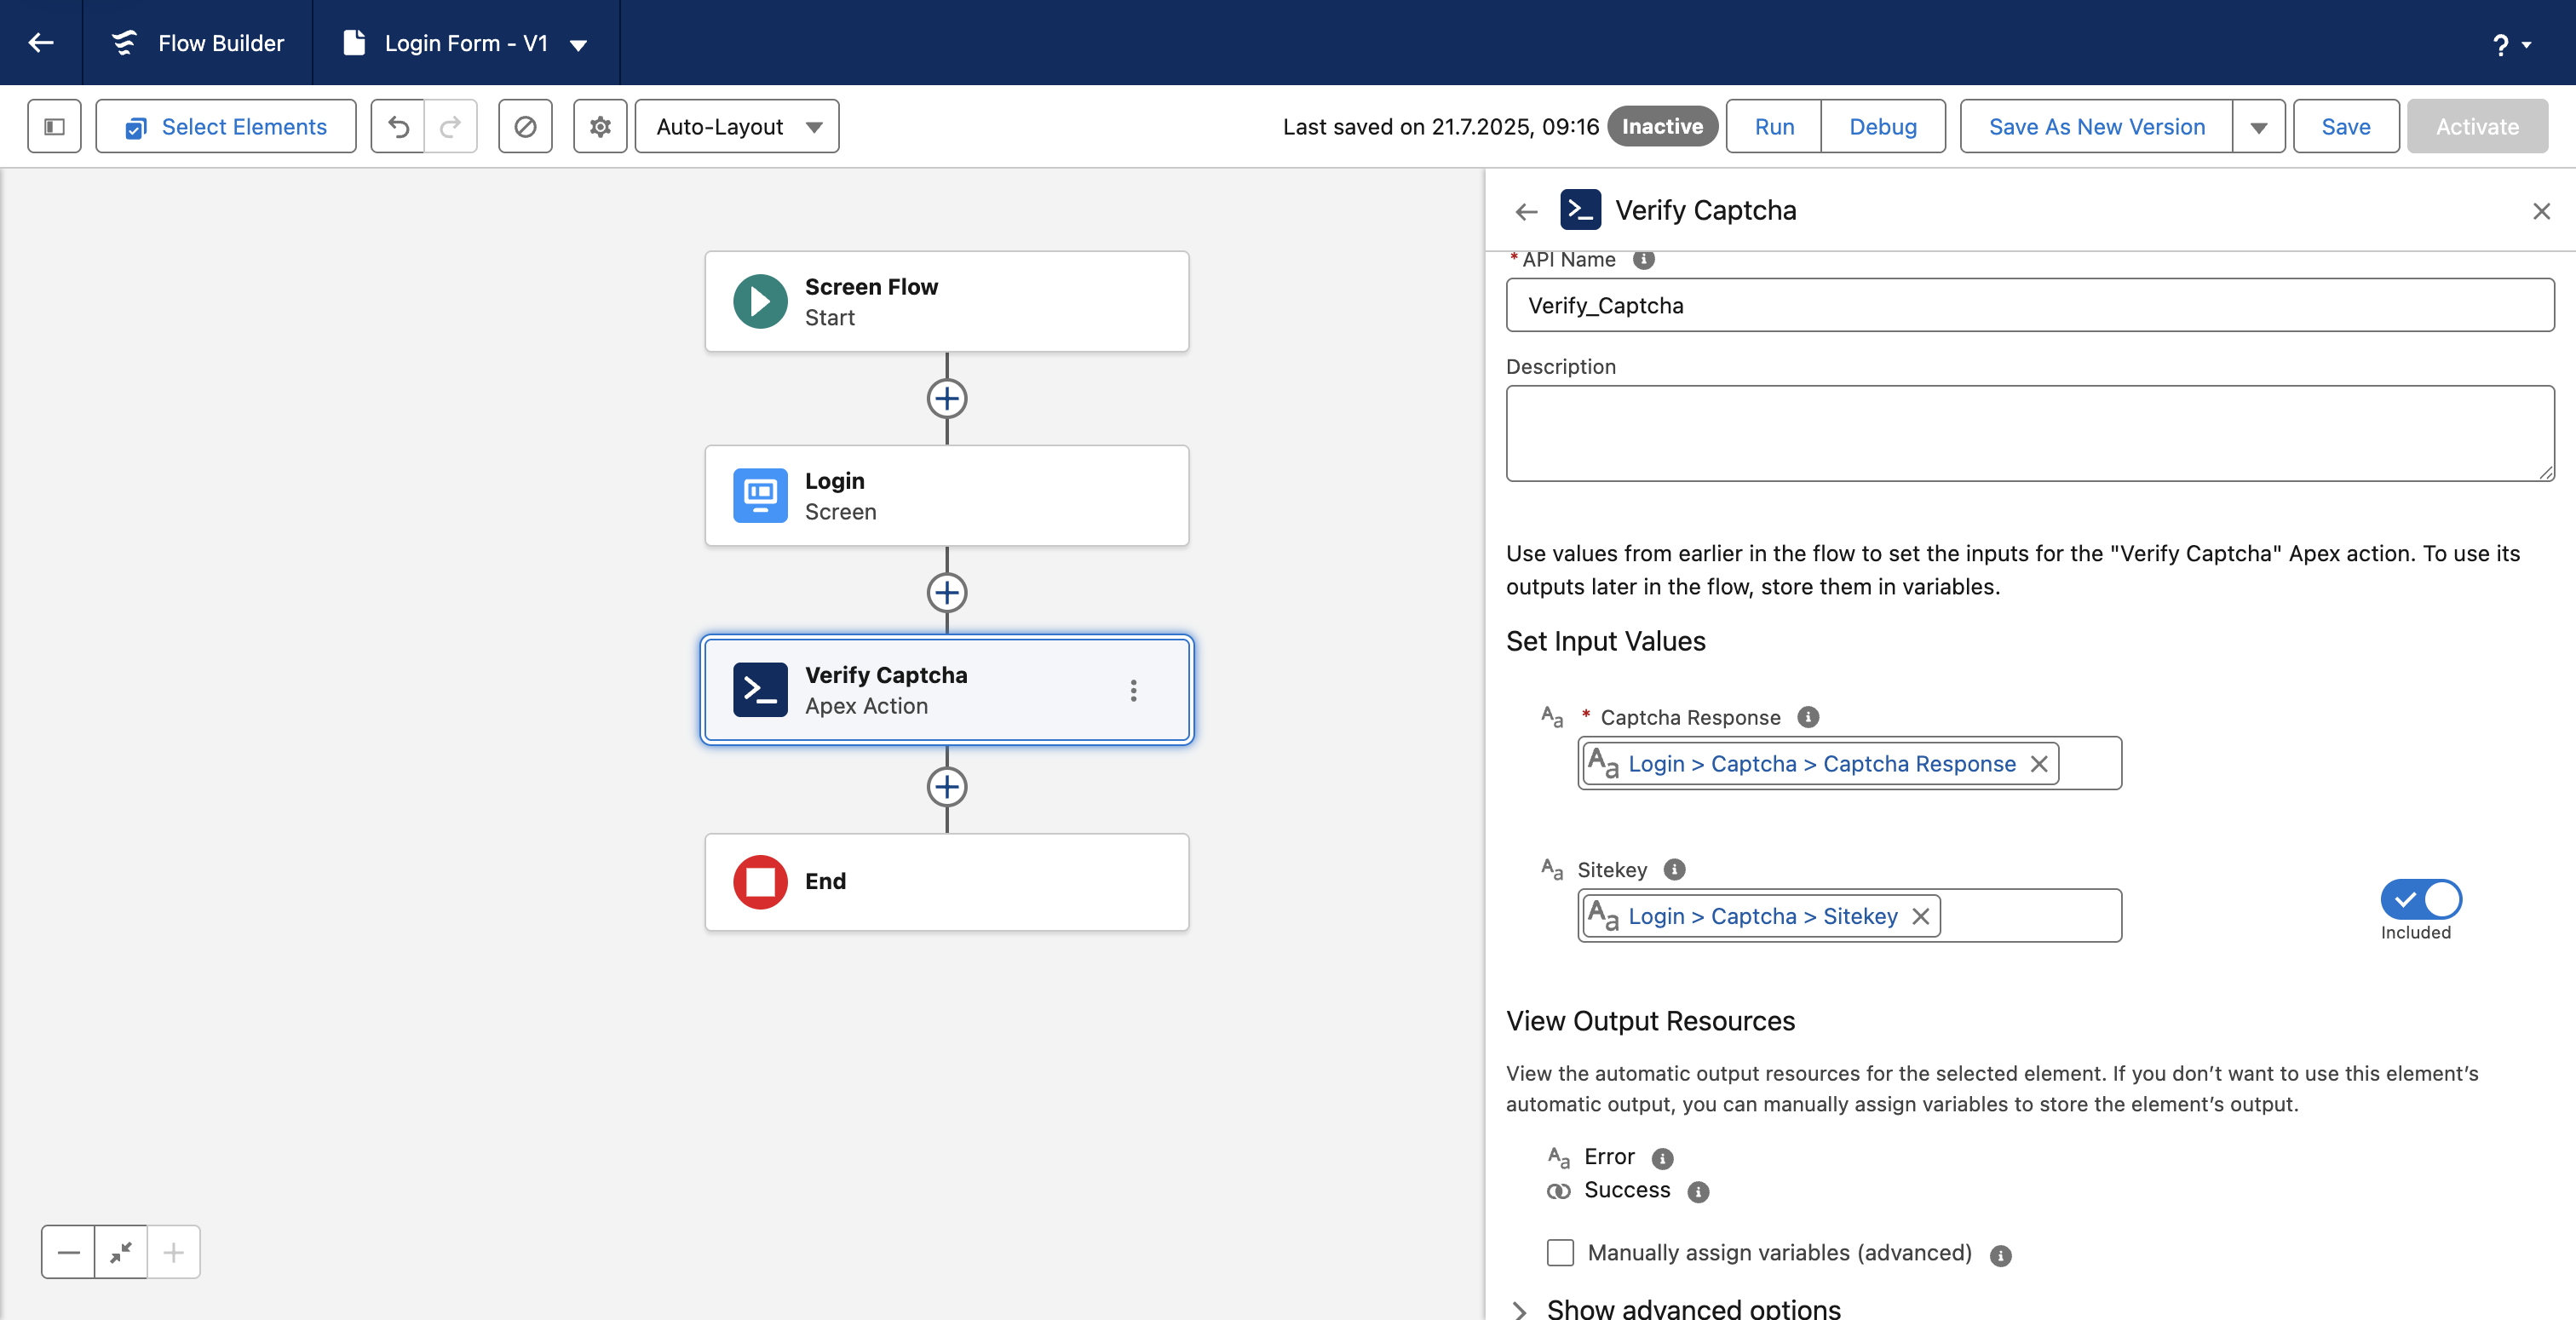 Flow Builder
Login Form - V1
?
Select Elements
Auto-Layout
Last saved on 21.7.2025, 09:16
Inactive
Run
Debug
Save As New Version
Save
Activate
Screen Flow
Start
Login
Screen
Verify Captcha
Apex Action
End
Verify Captcha
* API Name
Verify_Captcha
Description
Use values from earlier in the flow to set the inputs for the "Verify Captcha" Apex action. To use its
outputs later in the flow, store them in variables.
Set Input Values
Aa * Captcha Response
Aa Login > Captcha > Captcha Response
Aa Sitekey
Aa Login > Captcha > Sitekey
Included
View Output Resources
View the automatic output resources for the selected element. If you don’t want to use this element’s
automatic output, you can manually assign variables to store the element’s output.
Aa Error
Success
Manually assign variables (advanced)
Show advanced options